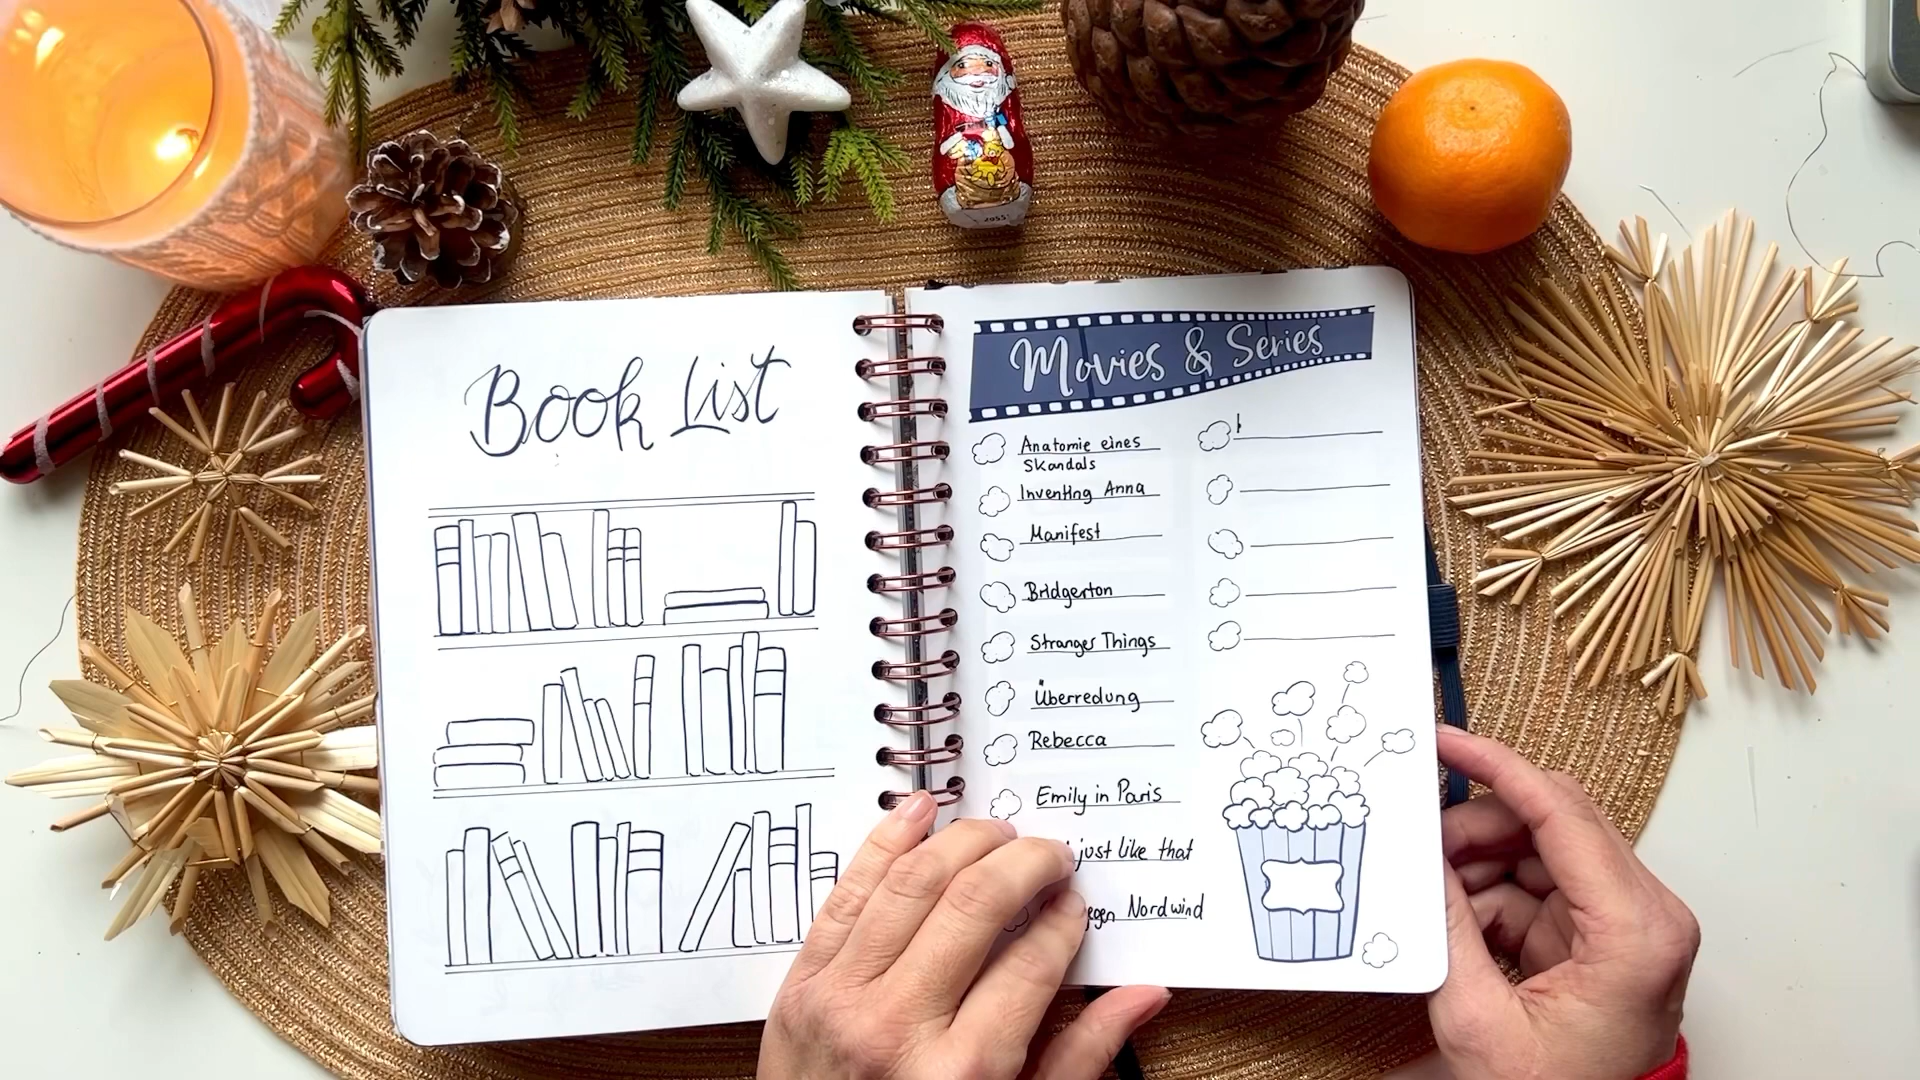 Book List
Movies & Series
Anatomie eines
Skandals
Inventing Anna
Manifest
Bridgerton
Stranger Things
Überredung
Rebecca
Emily in Paris
just like that
Nordwind